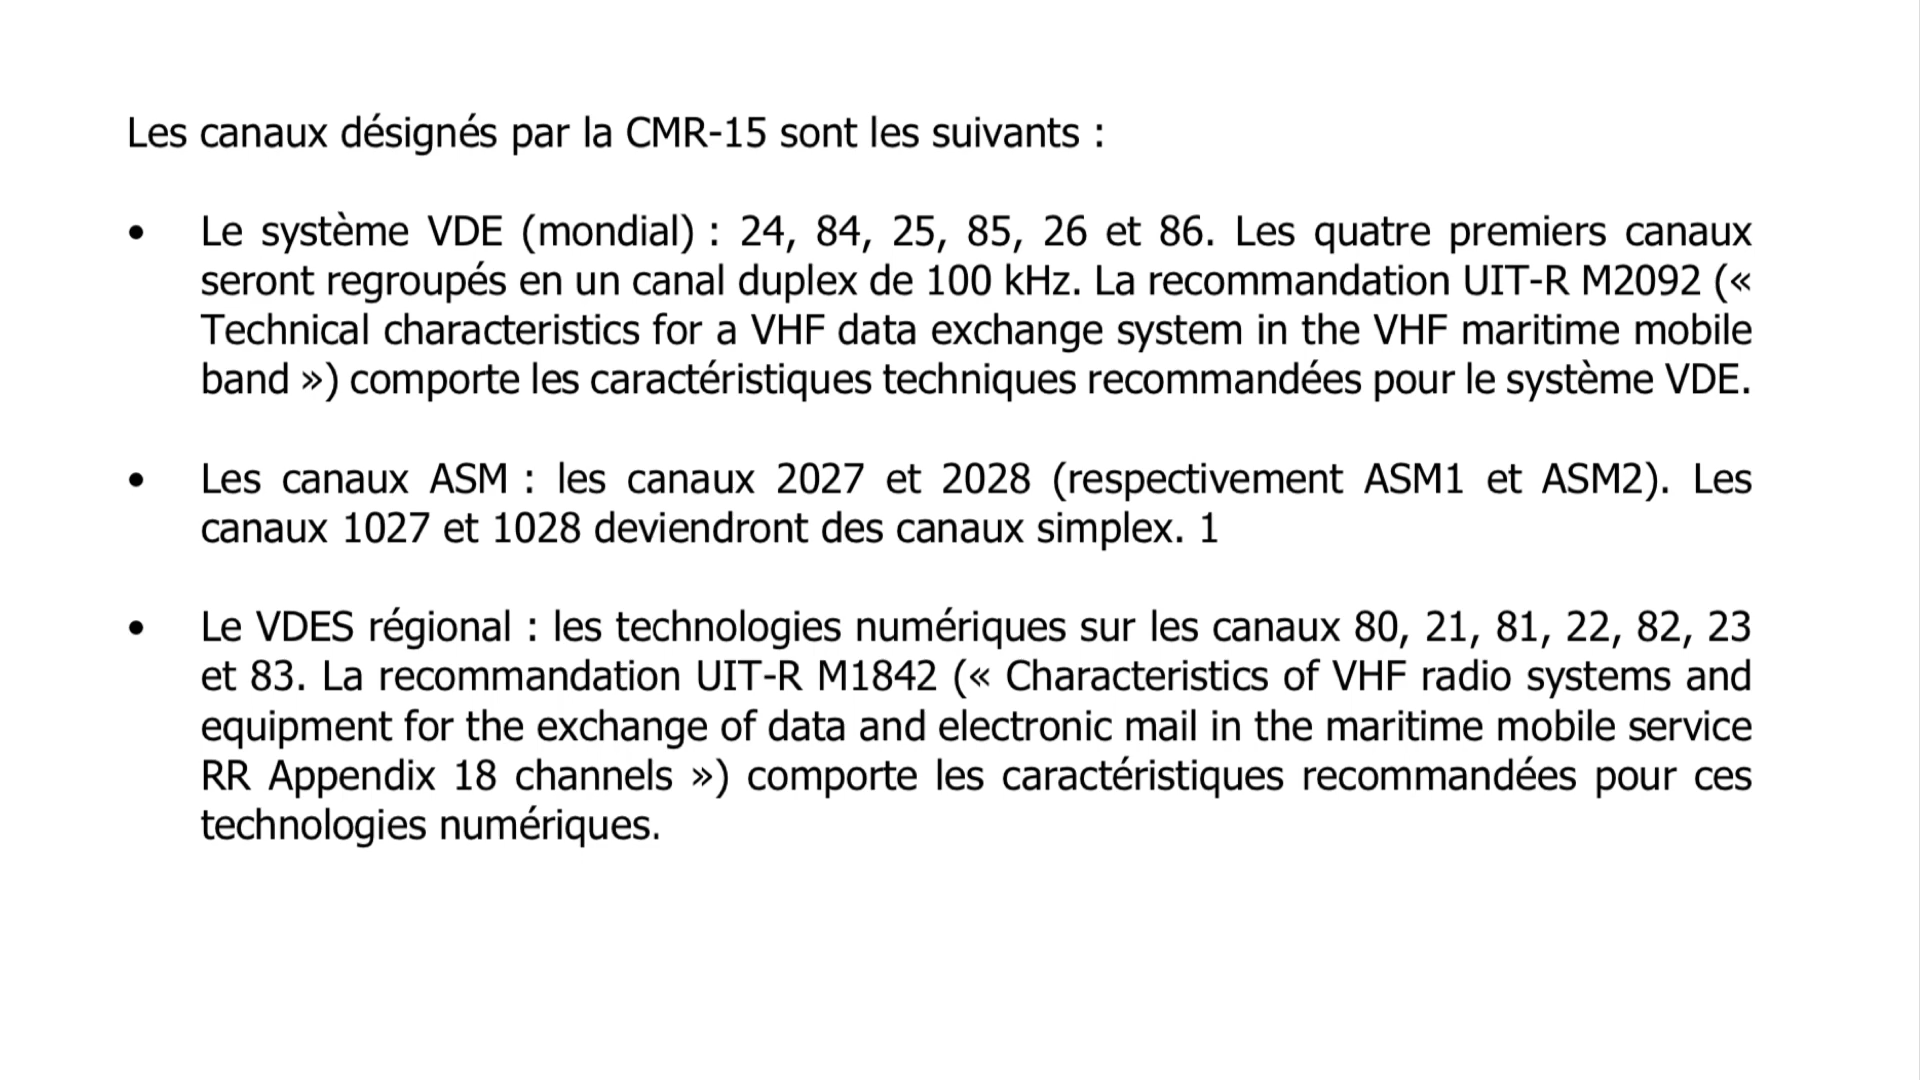 Les canaux désignés par la CMR-15 sont les suivants :
• Le système VDE (mondial) : 24, 84, 25, 85, 26 et 86. Les quatre premiers canaux
seront regroupés en un canal duplex de 100 kHz. La recommandation UIT-R M2092 («
Technical characteristics for a VHF data exchange system in the VHF maritime mobile
band ») comporte les caractéristiques techniques recommandées pour le système VDE.
• Les canaux ASM : les canaux 2027 et 2028 (respectivement ASM1 et ASM2). Les
canaux 1027 et 1028 deviendront des canaux simplex. 1
• Le VDES régional : les technologies numériques sur les canaux 80, 21, 81, 22, 82, 23
et 83. La recommandation UIT-R M1842 (« Characteristics of VHF radio systems and
equipment for the exchange of data and electronic mail in the maritime mobile service
RR Appendix 18 channels ») comporte les caractéristiques recommandées pour ces
technologies numériques.